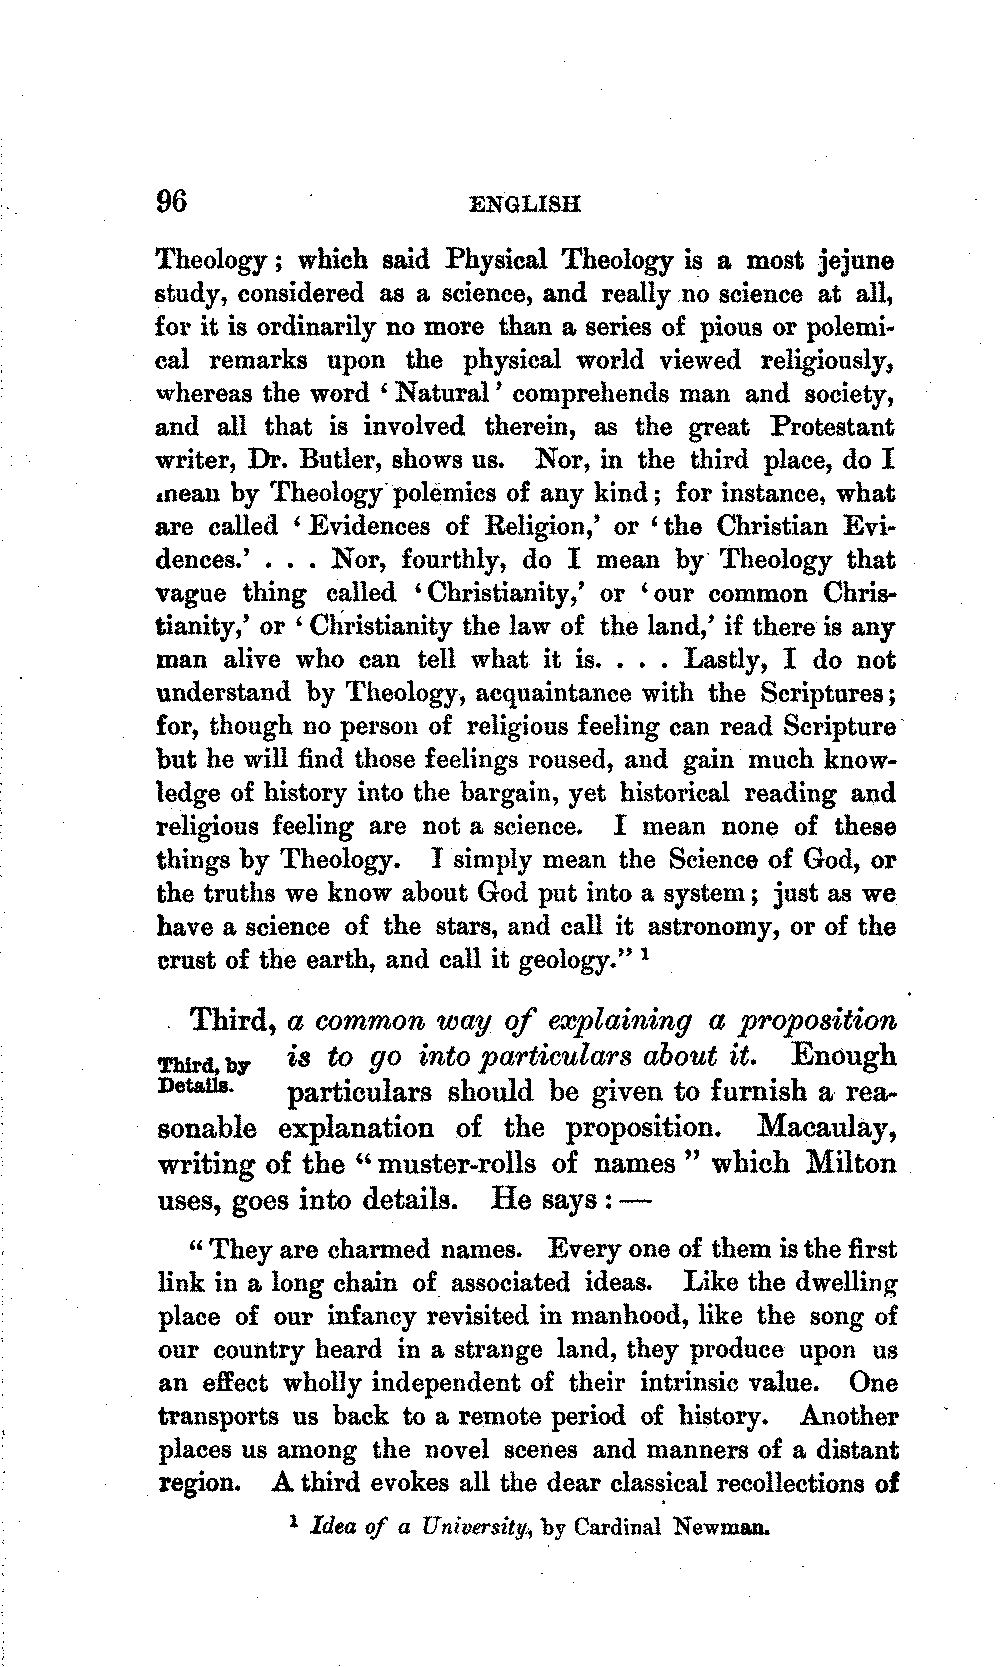 96 ENGLISH
Theology; which said Physical Theology is a most jejune
study, considered as a science, and really no science at all,
for it is ordinarily no more than a series of pious or polemi-
cal remarks upon the physical world viewed religiously,
whereas the word ‘Natural’ comprehends man and society,
and all that is involved therein, as the great Protestant
writer, Dr. Butler, shows us. Nor, in the third place, do I
mean by Theology polemics of any kind; for instance, what
are called ‘Evidences of Religion,’ or ‘the Christian Evi-
dences.’ . . . Nor, fourthly, do I mean by Theology that
vague thing called ‘Christianity,’ or ‘our common Chris-
tianity,’ or ‘Christianity the law of the land,’ if there is any
man alive who can tell what it is. . . . Lastly, I do not
understand by Theology, acquaintance with the Scriptures;
for, though no person of religious feeling can read Scripture
but he will find those feelings roused, and gain much know-
ledge of history into the bargain, yet historical reading and
religious feeling are not a science. I mean none of these
things by Theology. I simply mean the Science of God, or
the truths we know about God put into a system; just as we
have a science of the stars, and call it astronomy, or of the
crust of the earth, and call it geology.” 1
Third, a common way of explaining a proposition
Third, by
Details.
is to go into particulars about it. Enough
particulars should be given to furnish a rea-
sonable explanation of the proposition. Macaulay,
writing of the “muster-rolls of names” which Milton
uses, goes into details. He says: —
“They are charmed names. Every one of them is the first
link in a long chain of associated ideas. Like the dwelling
place of our infancy revisited in manhood, like the song of
our country heard in a strange land, they produce upon us
an effect wholly independent of their intrinsic value. One
transports us back to a remote period of history. Another
places us among the novel scenes and manners of a distant
region. A third evokes all the dear classical recollections of
1 Idea of a University, by Cardinal Newman.